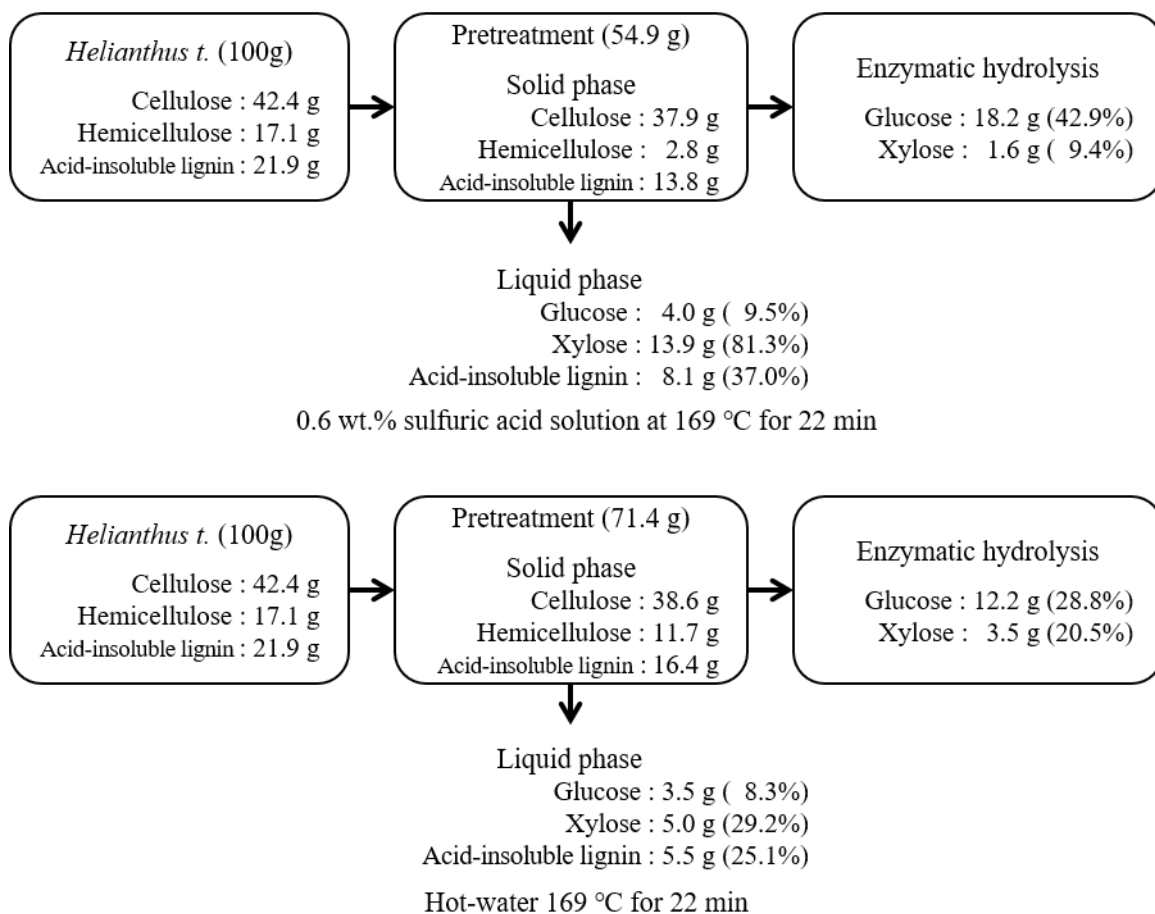 Helianthus t. (100g)
Cellulose : 42.4 g
Hemicellulose : 17.1 g
Acid-insoluble lignin : 21.9 g
Pretreatment (54.9 g)
Solid phase
Cellulose : 37.9 g
Hemicellulose : 2.8 g
Acid-insoluble lignin : 13.8 g
Enzymatic hydrolysis
Glucose : 18.2 g (42.9%)
Xylose : 1.6 g ( 9.4%)
Liquid phase
Glucose : 4.0 g ( 9.5%)
Xylose : 13.9 g (81.3%)
Acid-insoluble lignin : 8.1 g (37.0%)
0.6 wt.% sulfuric acid solution at 169 ℃ for 22 min
Helianthus t. (100g)
Cellulose : 42.4 g
Hemicellulose : 17.1 g
Acid-insoluble lignin : 21.9 g
Pretreatment (71.4 g)
Solid phase
Cellulose : 38.6 g
Hemicellulose : 11.7 g
Acid-insoluble lignin : 16.4 g
Enzymatic hydrolysis
Glucose : 12.2 g (28.8%)
Xylose : 3.5 g (20.5%)
Liquid phase
Glucose : 3.5 g ( 8.3%)
Xylose : 5.0 g (29.2%)
Acid-insoluble lignin : 5.5 g (25.1%)
Hot-water 169 ℃ for 22 min